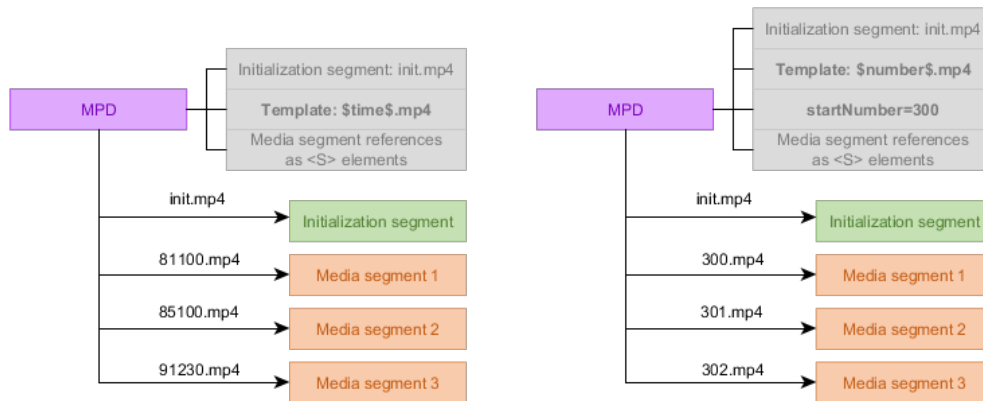 MPD
Initialization segment: init.mp4
Template: $time$.mp4
Media segment references
as <S> elements
init.mp4
Initialization segment
81100.mp4
Media segment 1
85100.mp4
Media segment 2
91230.mp4
Media segment 3
MPD
Initialization segment: init.mp4
Template: $number$.mp4
startNumber=300
Media segment references
as <S> elements
init.mp4
Initialization segment
300.mp4
Media segment 1
301.mp4
Media segment 2
302.mp4
Media segment 3